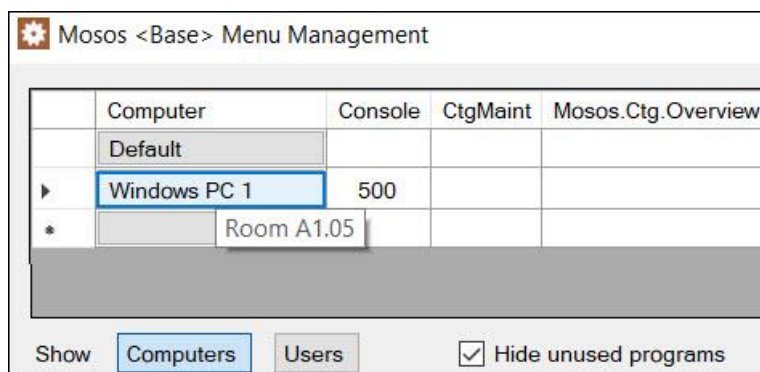 Mosos <Base> Menu Management
Computer Console CtgMaint Mosos.Ctg.Overview
Default
Windows PC 1 500
Room A1.05
Show Computers Users Hide unused programs